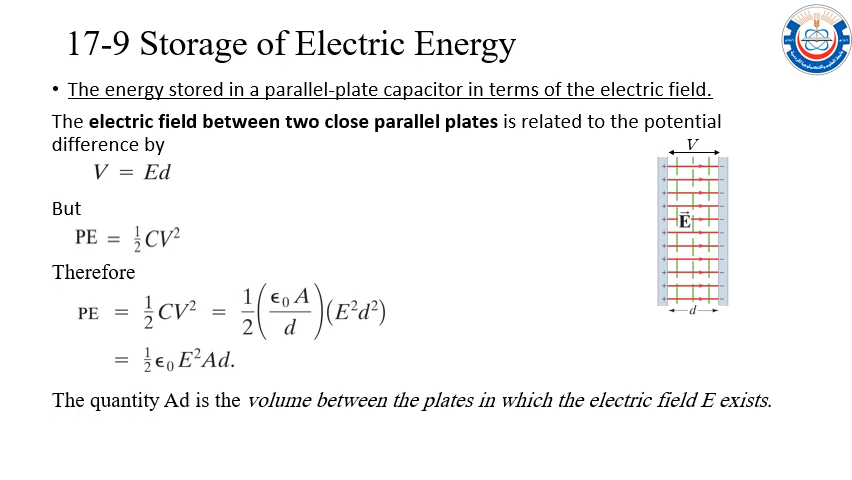 17-9 Storage of Electric Energy
• The energy stored in a parallel-plate capacitor in terms of the electric field.
The electric field between two close parallel plates is related to the potential
difference by
V = Ed
But
PE = ½CV²
Therefore
PE = ½CV² = 1/2(ϵ₀A/d)(E²d²)
= ½ϵ₀E²Ad.
The quantity Ad is the volume between the plates in which the electric field E exists.
V
E⃗
d